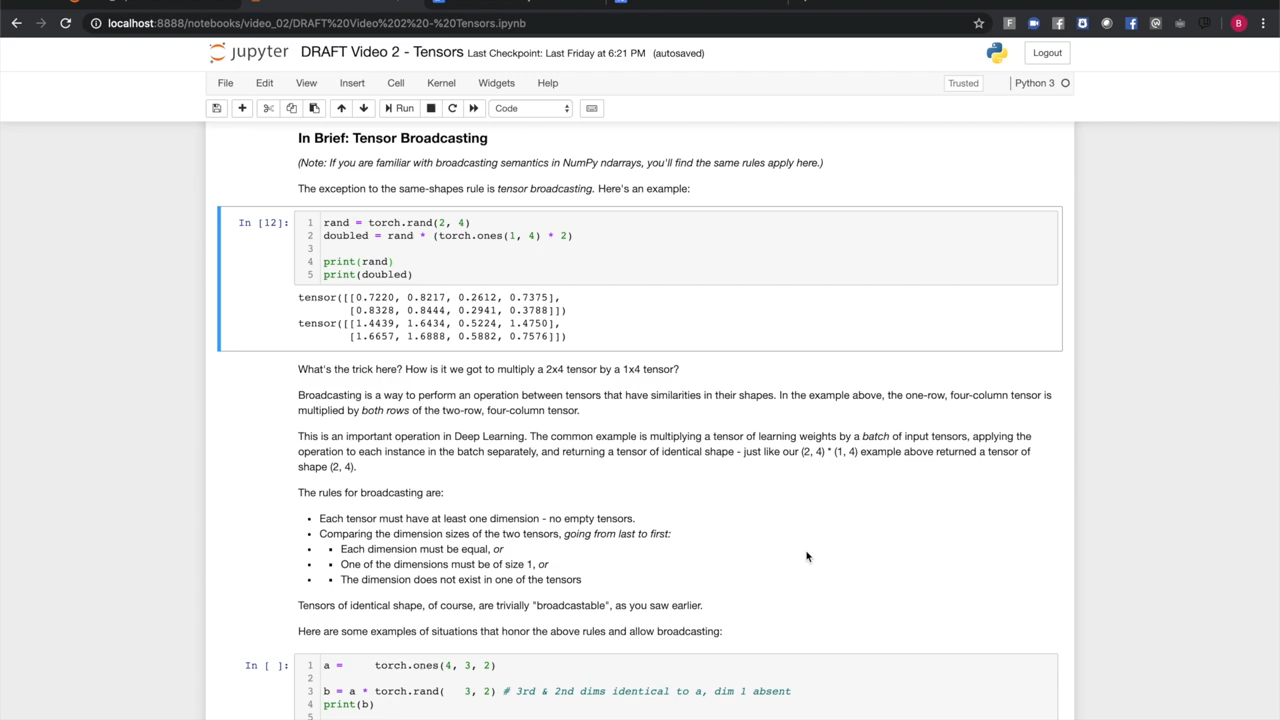 localhost:8888/notebooks/video_02/DRAFT%20Video%202%20-%20Tensors.ipynb
jupyter DRAFT Video 2 - Tensors Last Checkpoint: Last Friday at 6:21 PM (autosaved)
Logout
File Edit View Insert Cell Kernel Widgets Help
Trusted Python 3
Run Code
In Brief: Tensor Broadcasting
(Note: If you are familiar with broadcasting semantics in NumPy ndarrays, you'll find the same rules apply here.)
The exception to the same-shapes rule is tensor broadcasting. Here's an example:
In [12]: 1 rand = torch.rand(2, 4)
2 doubled = rand * (torch.ones(1, 4) * 2)
3
4 print(rand)
5 print(doubled)
tensor([[0.7220, 0.8217, 0.2612, 0.7375],
[0.8328, 0.8444, 0.2941, 0.3788]])
tensor([[1.4439, 1.6434, 0.5224, 1.4750],
[1.6657, 1.6888, 0.5882, 0.7576]])
What's the trick here? How is it we got to multiply a 2x4 tensor by a 1x4 tensor?
Broadcasting is a way to perform an operation between tensors that have similarities in their shapes. In the example above, the one-row, four-column tensor is
multiplied by both rows of the two-row, four-column tensor.
This is an important operation in Deep Learning. The common example is multiplying a tensor of learning weights by a batch of input tensors, applying the
operation to each instance in the batch separately, and returning a tensor of identical shape - just like our (2, 4) * (1, 4) example above returned a tensor of
shape (2, 4).
The rules for broadcasting are:
• Each tensor must have at least one dimension - no empty tensors.
• Comparing the dimension sizes of the two tensors, going from last to first:
• • Each dimension must be equal, or
• • One of the dimensions must be of size 1, or
• • The dimension does not exist in one of the tensors
Tensors of identical shape, of course, are trivially "broadcastable", as you saw earlier.
Here are some examples of situations that honor the above rules and allow broadcasting:
In [ ]: 1 a = torch.ones(4, 3, 2)
2
3 b = a * torch.rand( 3, 2) # 3rd & 2nd dims identical to a, dim 1 absent
4 print(b)
5